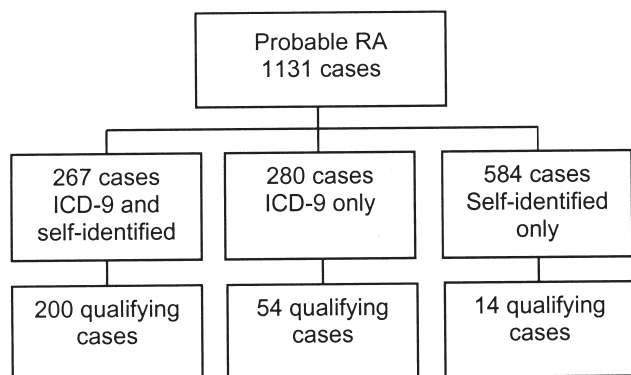 Probable RA
1131 cases
267 cases
ICD-9 and
self-identified
280 cases
ICD-9 only
584 cases
Self-identified
only
200 qualifying
cases
54 qualifying
cases
14 qualifying
cases